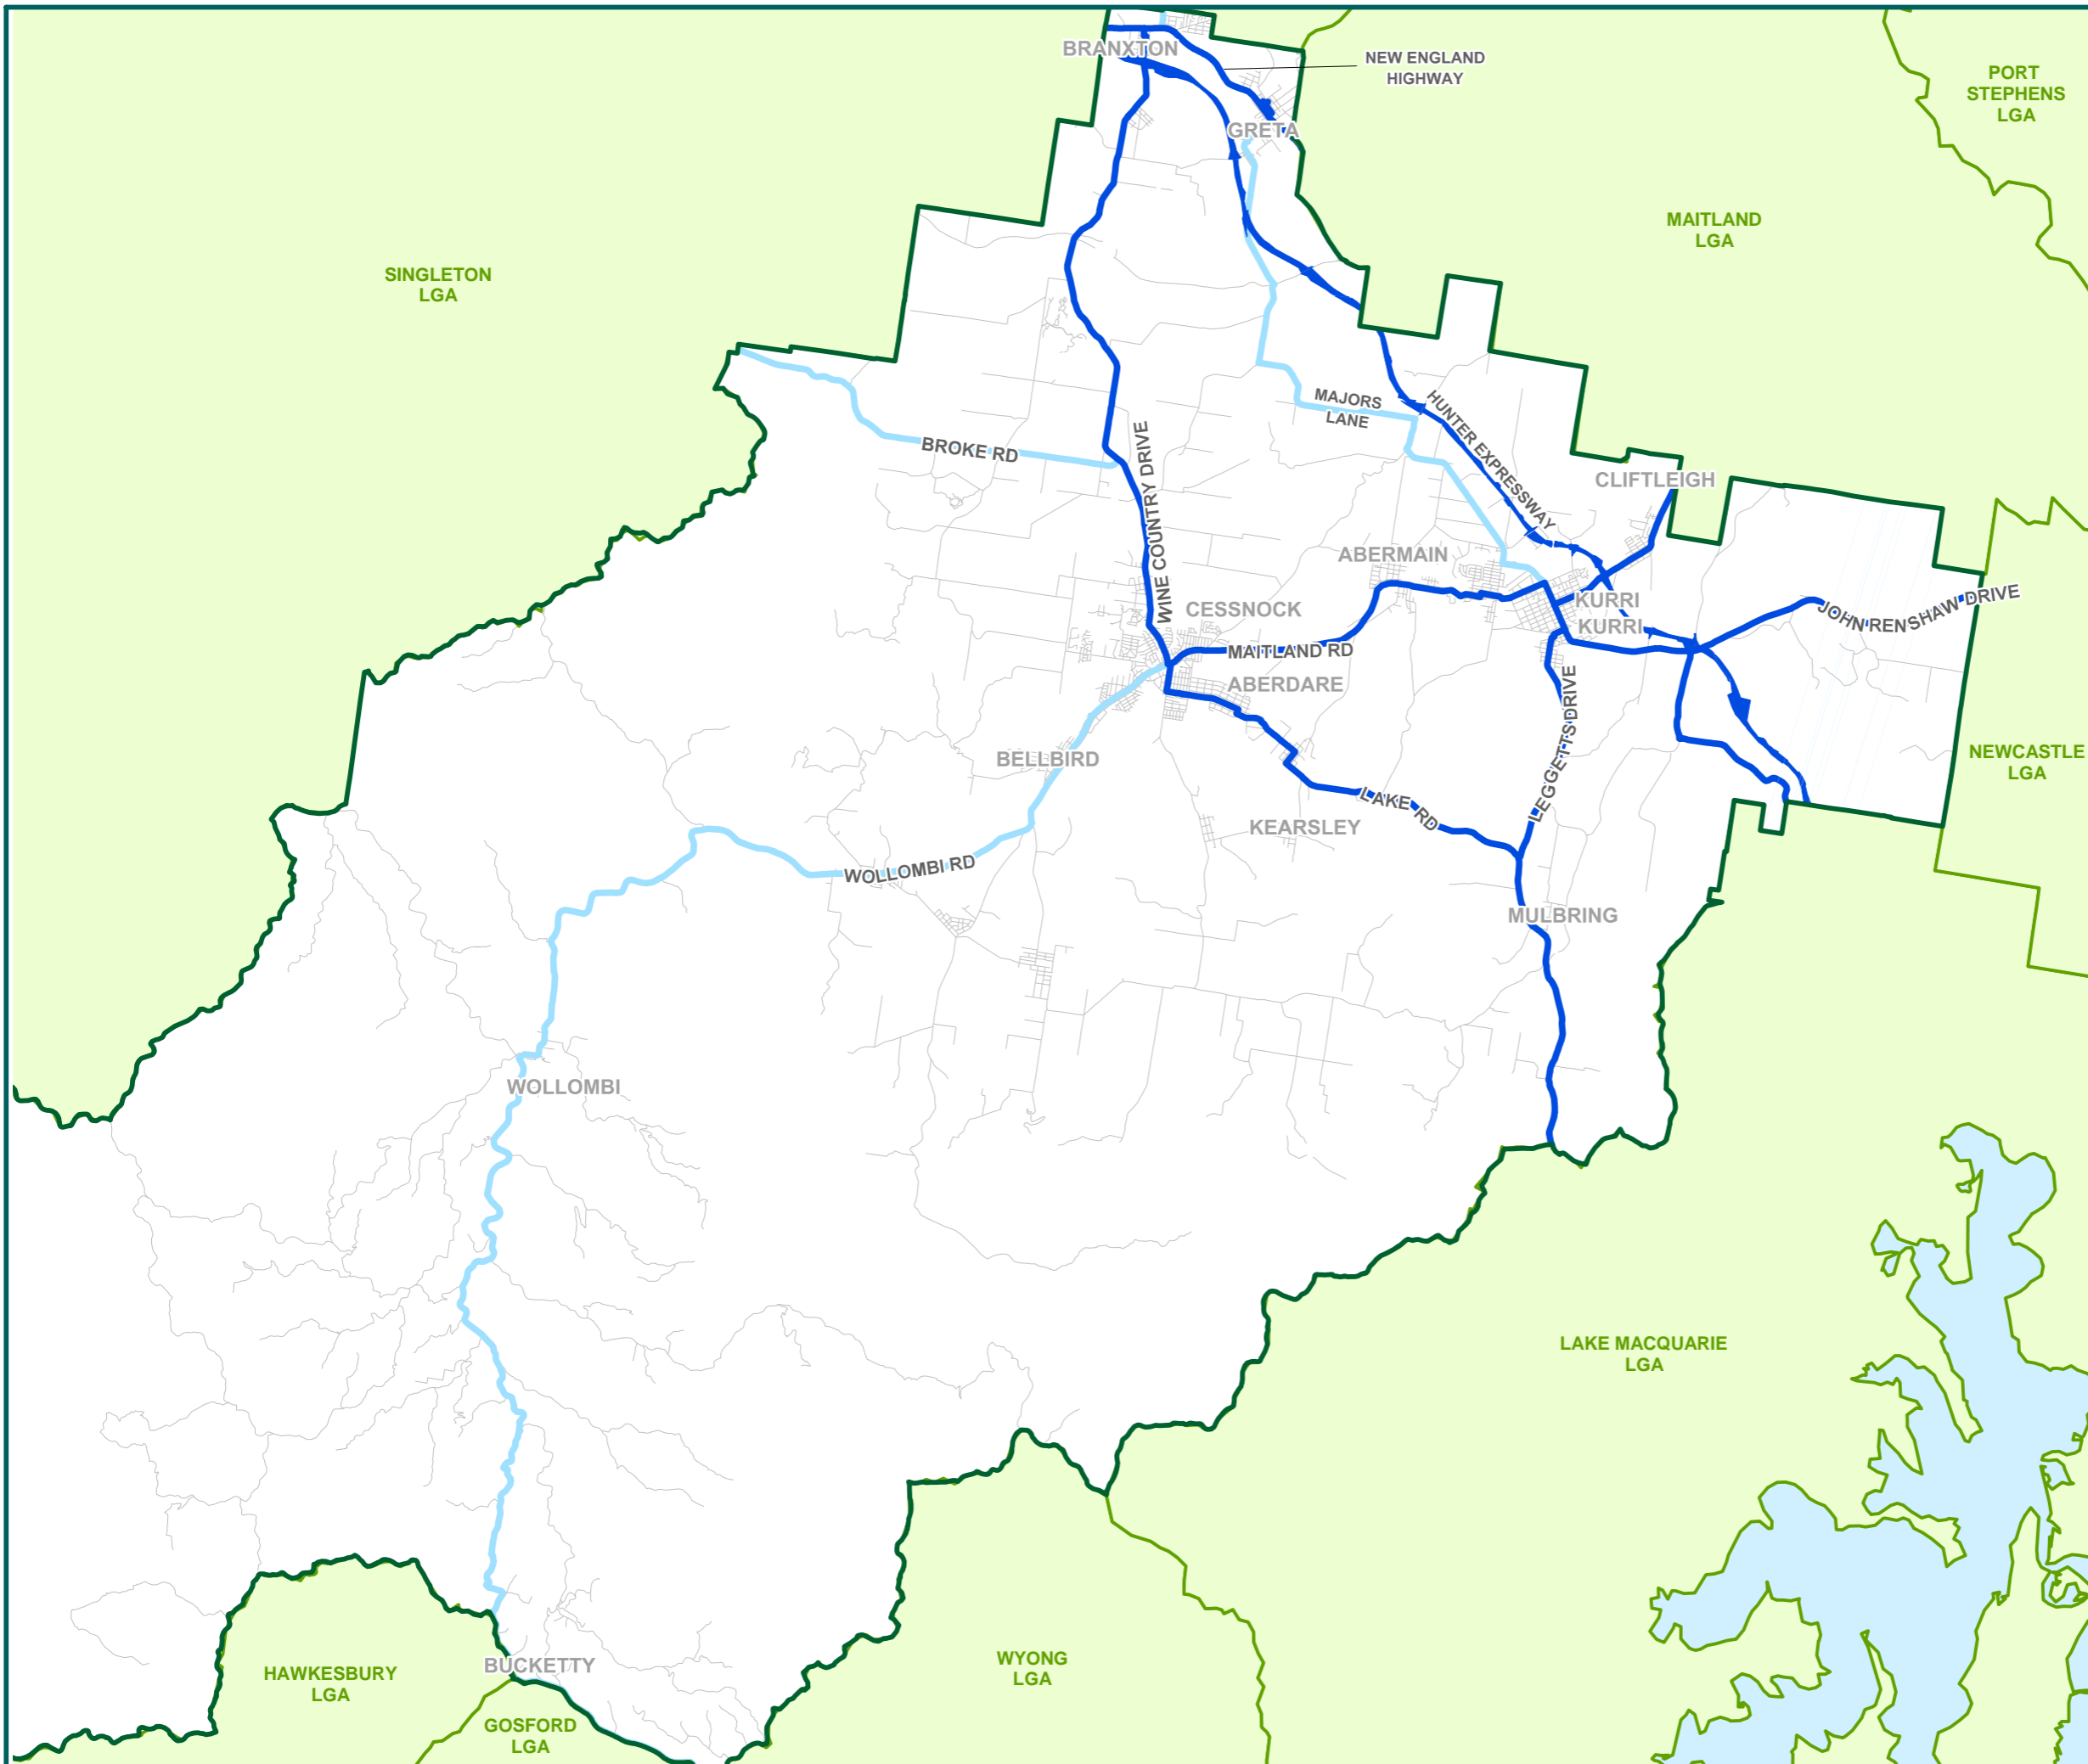 BRANXTON
NEW ENGLAND
HIGHWAY
PORT
STEPHENS
LGA
GRETA
MAITLAND
LGA
SINGLETON
LGA
MAJORS
LANE
HUNTER EXPRESSWAY
BROKE RD
WINE COUNTRY DRIVE
CLIFTLEIGH
ABERMAIN
CESSNOCK
KURRI
KURRI
JOHN RENSHAW DRIVE
MAITLAND RD
ABERDARE
LEGGETTS DRIVE
BELLBIRD
NEWCASTLE
LGA
LAKE RD
KEARSLEY
WOLLOMBI RD
MULBRING
WOLLOMBI
LAKE MACQUARIE
LGA
BUCKETTY
HAWKESBURY
LGA
WYONG
LGA
GOSFORD
LGA